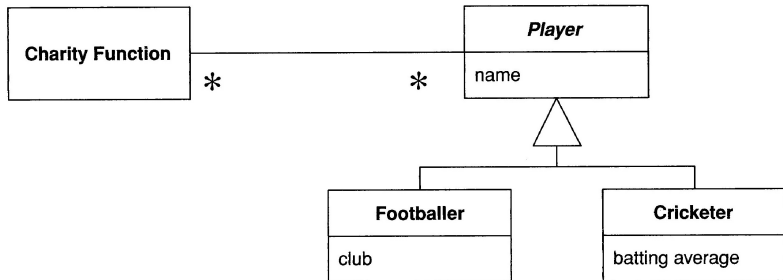 Charity Function
*
*
Player
name
Footballer
club
Cricketer
batting average